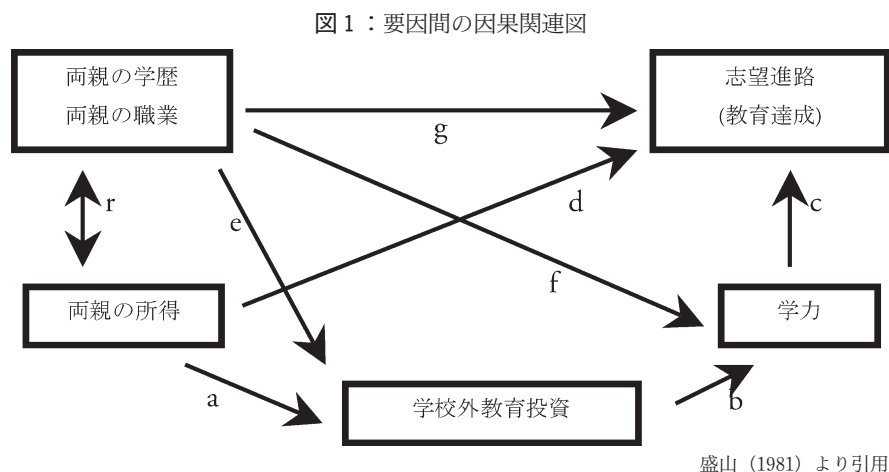 図1：要因間の因果関連図
両親の学歴
両親の職業
志望進路
(教育達成)
g
r
e
d
c
f
両親の所得
学力
a
学校外教育投資
b
盛山（1981）より引用